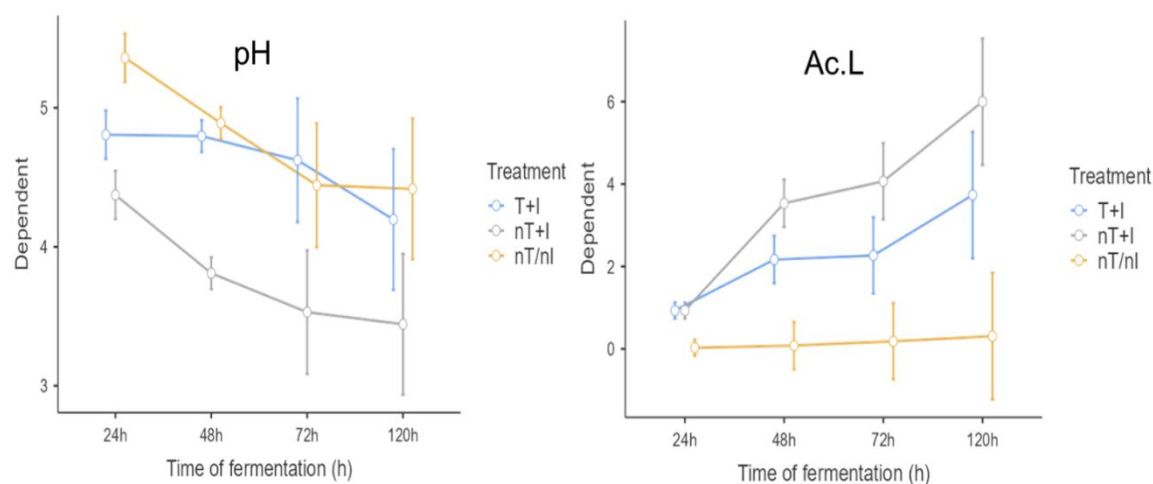 pH
Dependent
5
4
3
24h
48h
72h
120h
Time of fermentation (h)
Treatment
T+I
nT+I
nT/nI
Ac.L
Dependent
6
4
2
0
24h
48h
72h
120h
Time of fermentation (h)
Treatment
T+I
nT+I
nT/nI